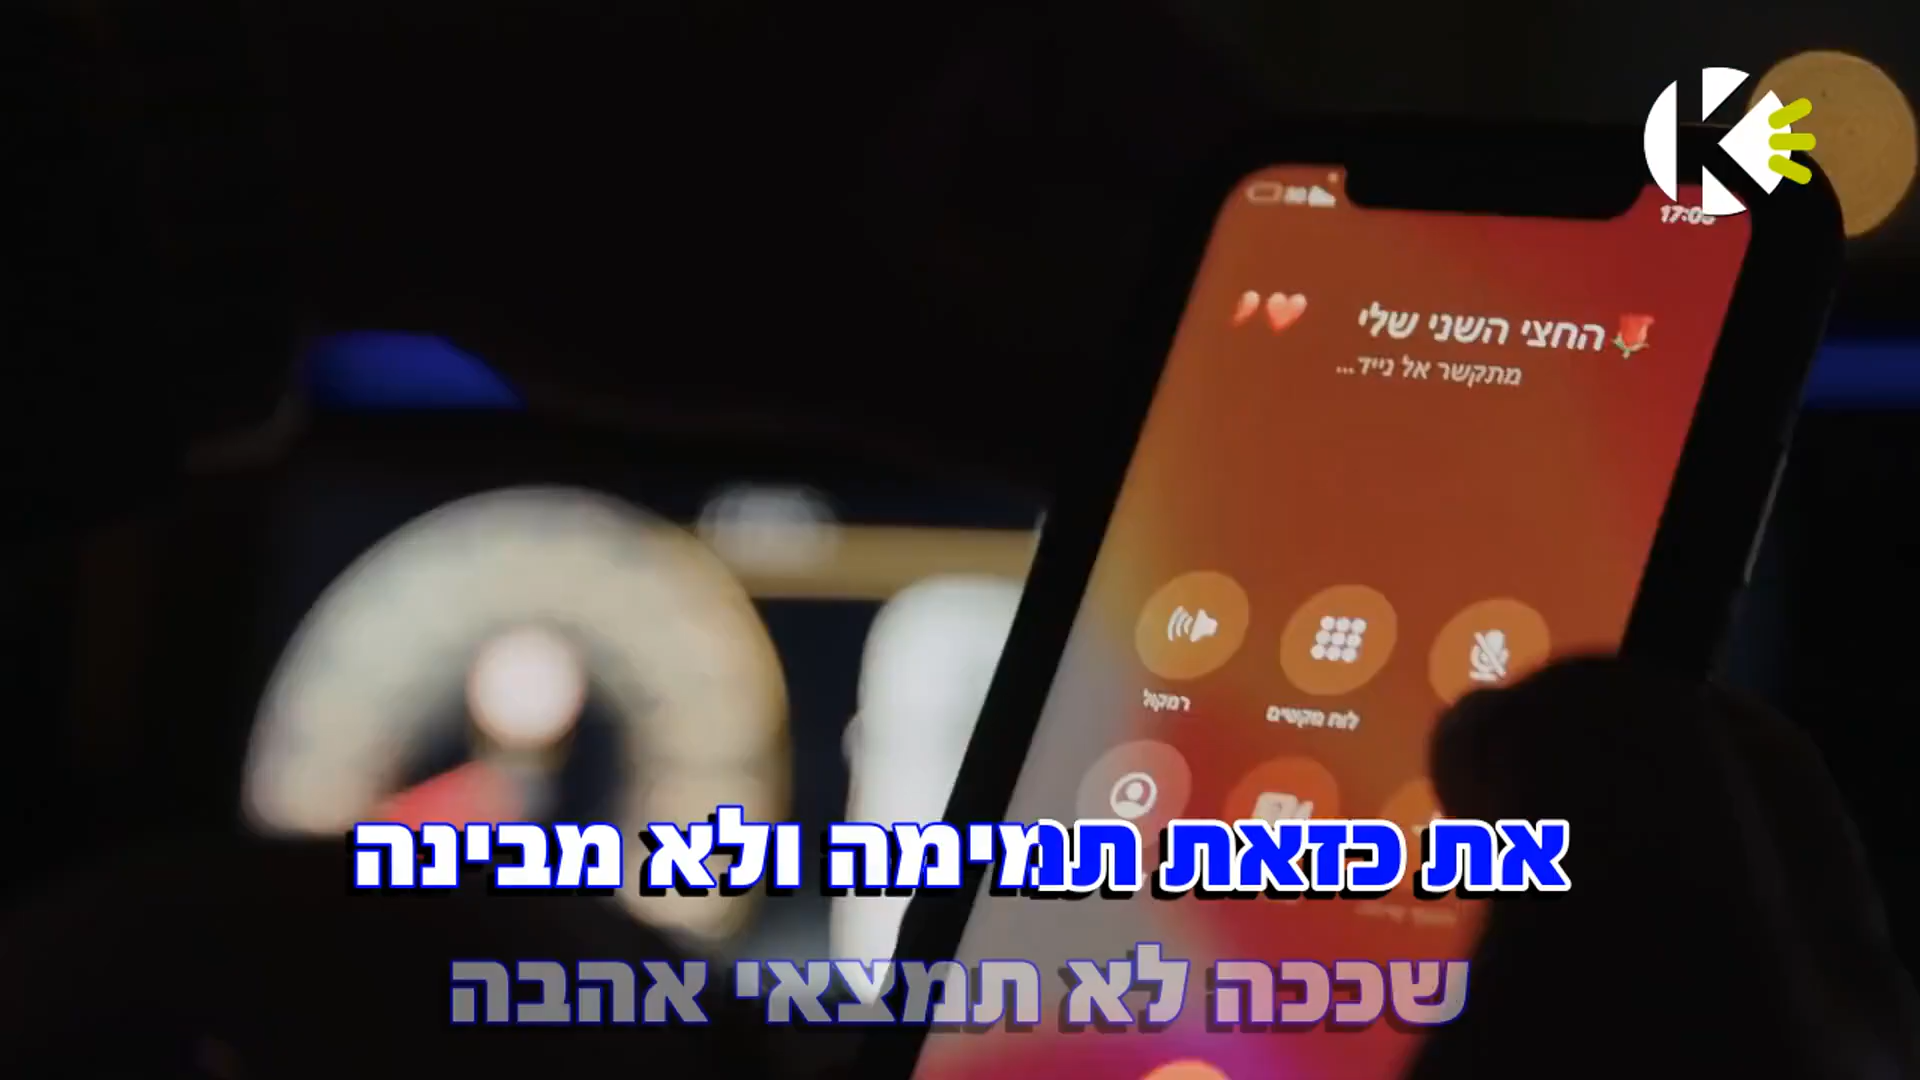 החצי השני שלי
מתקשר אל נייד...
רמקול
לוח מקשים
את כזאת תמימה ולא מבינה
שככה לא תמצאי אהבה